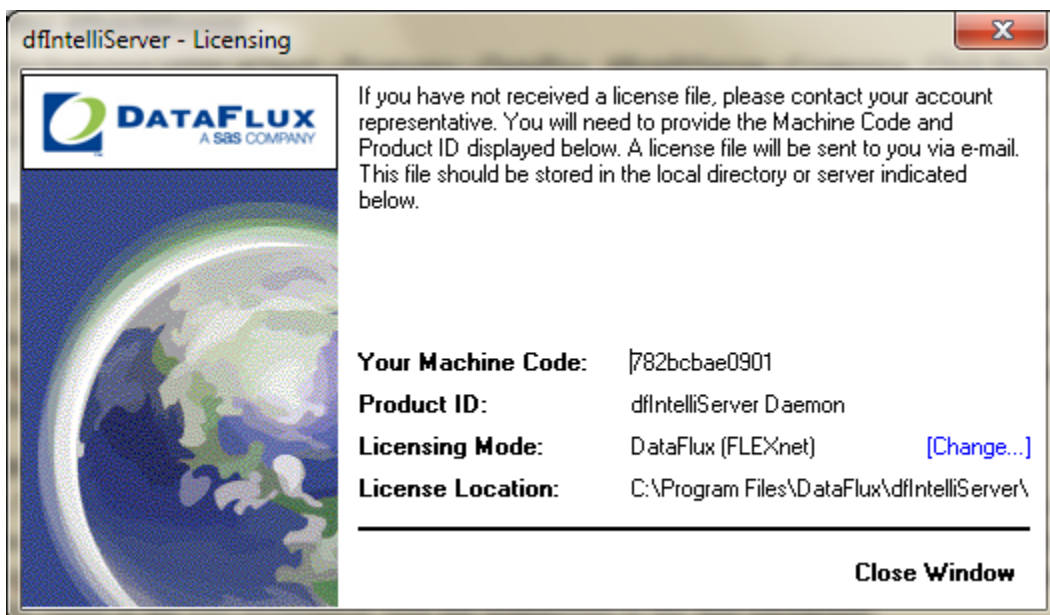 dfIntelliServer - Licensing
DATAFLUX
A sas COMPANY
If you have not received a license file, please contact your account
representative. You will need to provide the Machine Code and
Product ID displayed below. A license file will be sent to you via e-mail.
This file should be stored in the local directory or server indicated
below.
Your Machine Code: 782bcbae0901
Product ID: dfIntelliServer Daemon
Licensing Mode: DataFlux (FLEXnet) [Change...]
License Location: C:\Program Files\DataFlux\dfIntelliServer\
Close Window